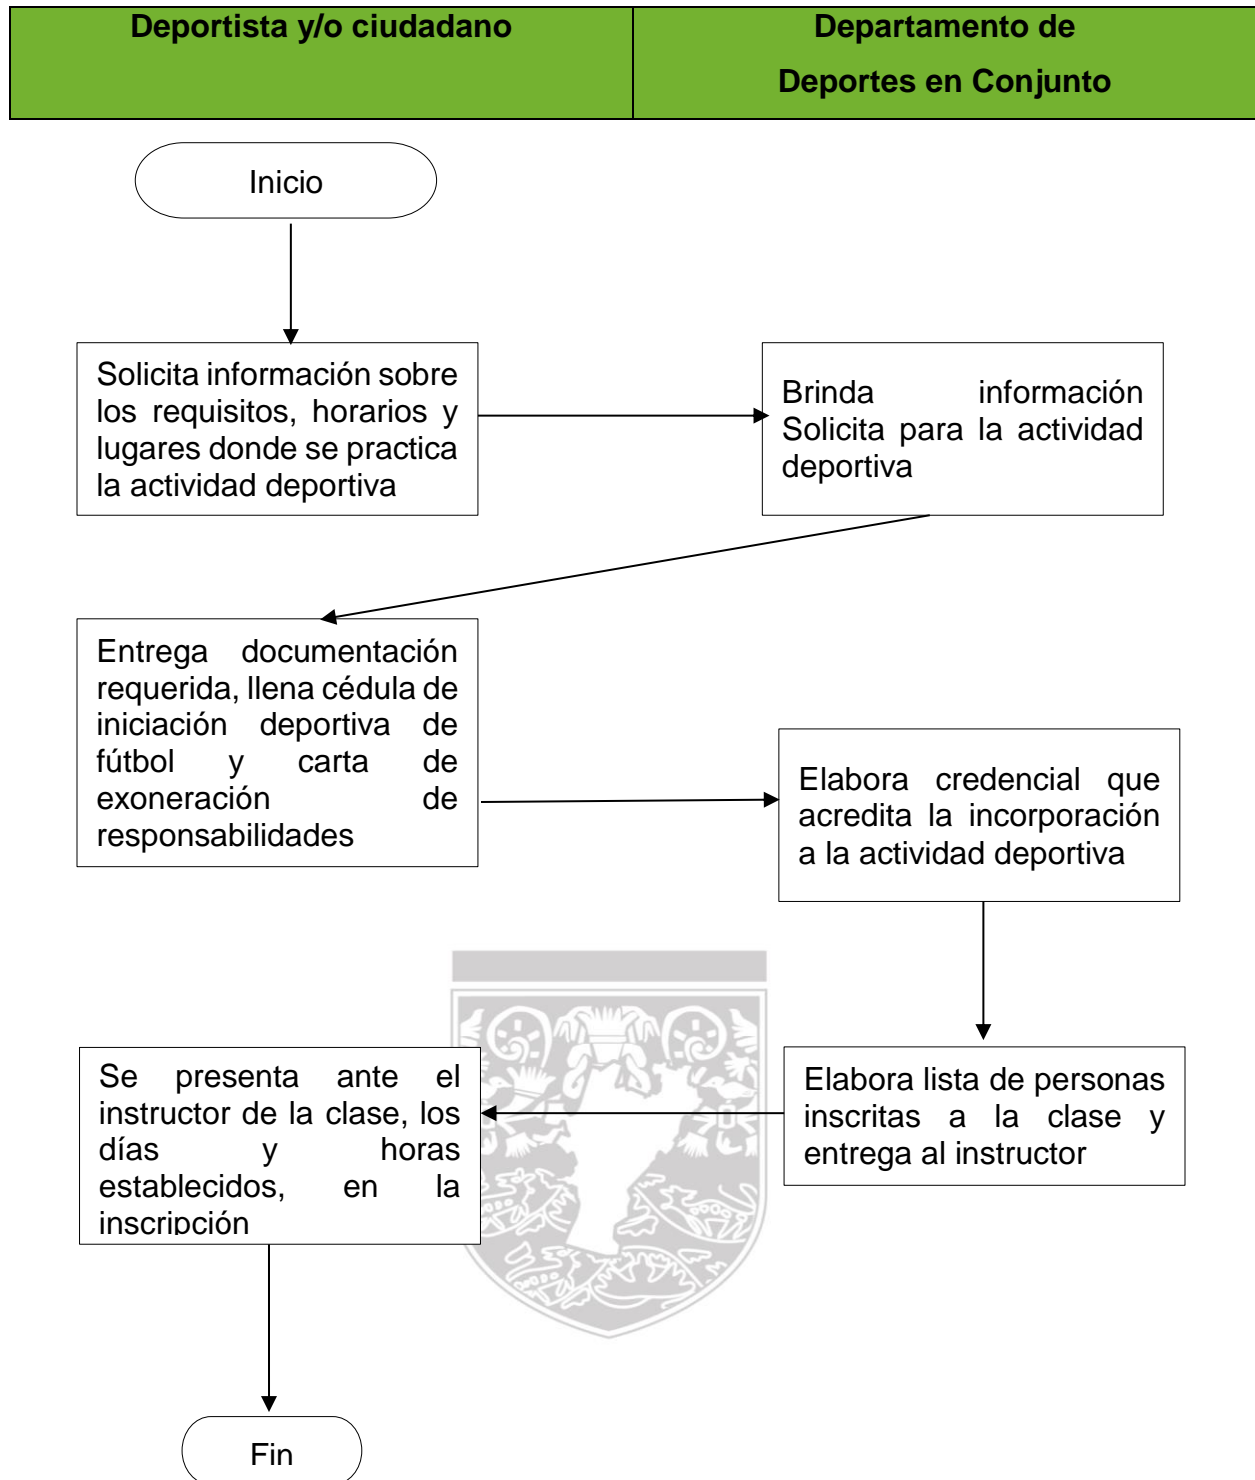 Deportista y/o ciudadano
Departamento de
Deportes en Conjunto
Inicio
Solicita información sobre
los requisitos, horarios y
lugares donde se practica
la actividad deportiva
Brinda información
Solicita para la actividad
deportiva
Entrega documentación
requerida, llena cédula de
iniciación deportiva de
fútbol y carta de
exoneración de
responsabilidades
Elabora credencial que
acredita la incorporación
a la actividad deportiva
Elabora lista de personas
inscritas a la clase y
entrega al instructor
Se presenta ante el
instructor de la clase, los
días y horas
establecidos, en la
inscripción
Fin